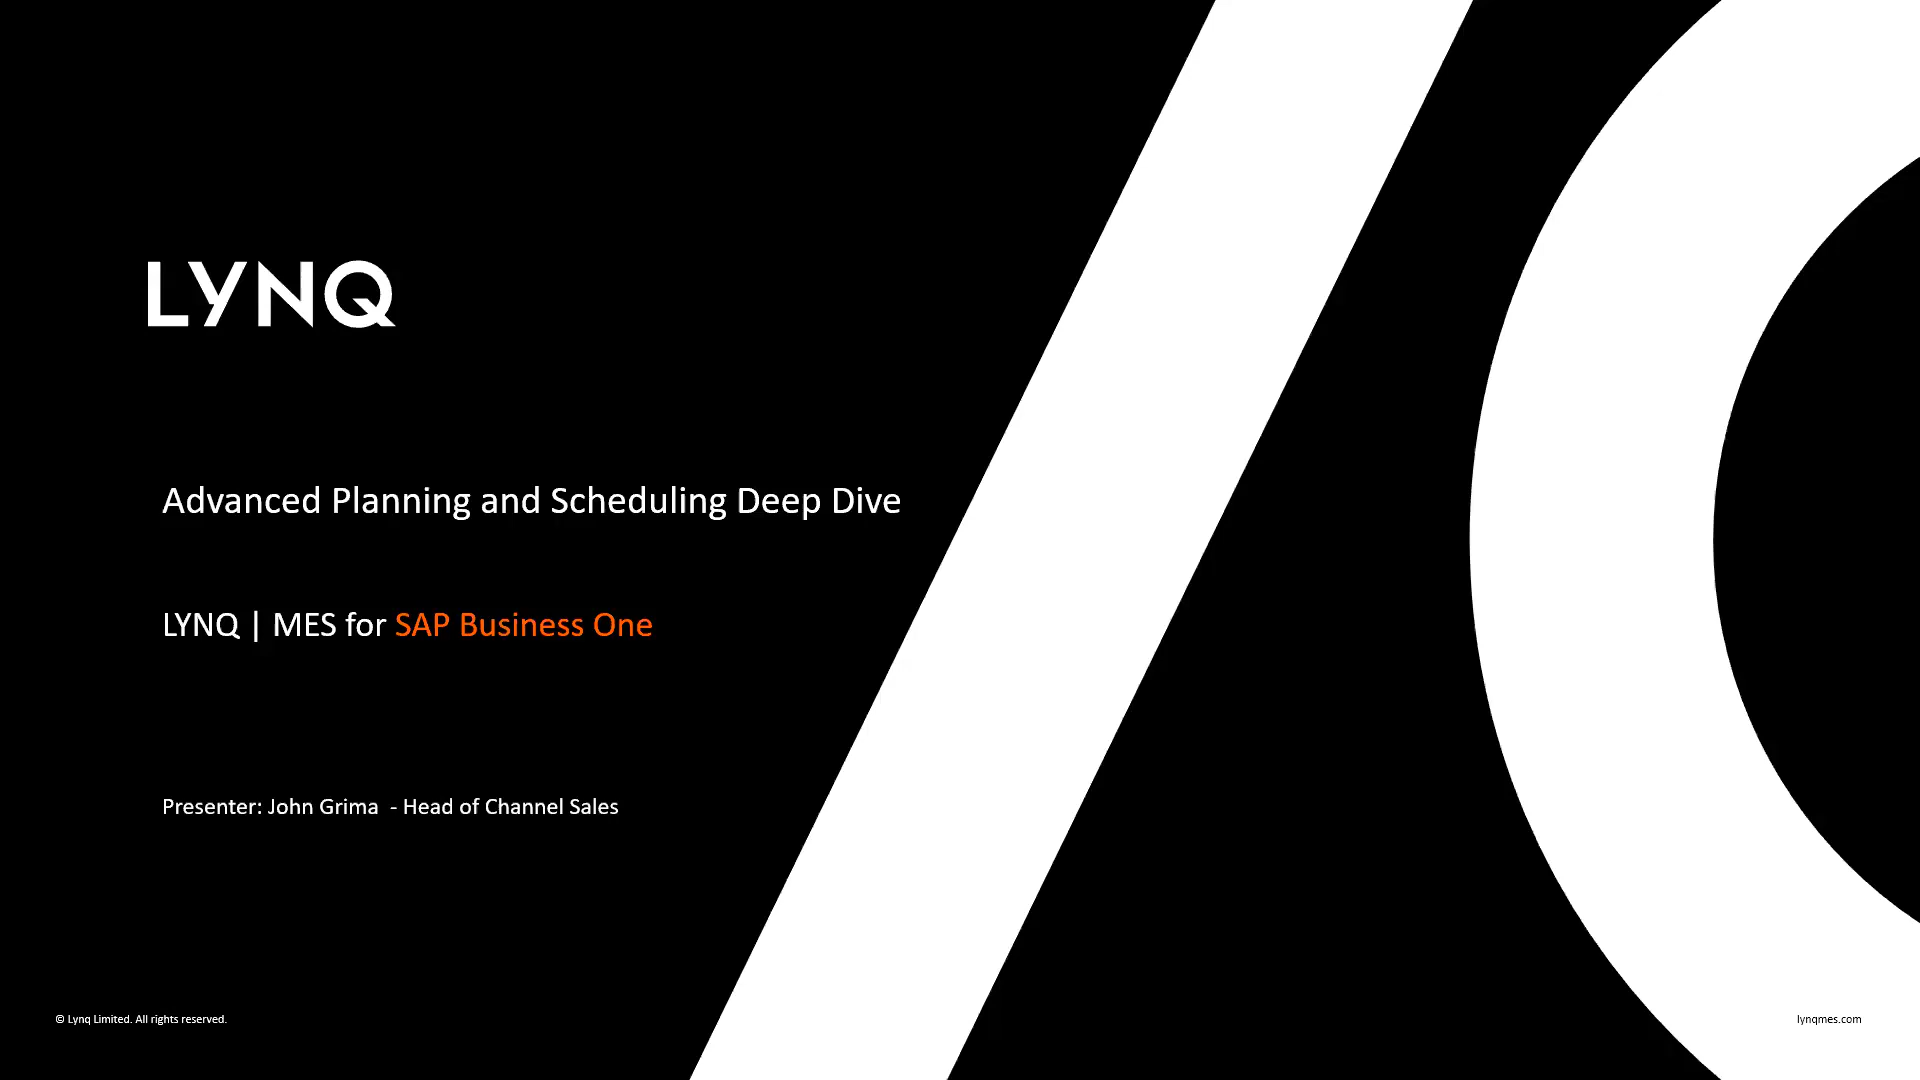 LYNQ
Advanced Planning and Scheduling Deep Dive
LYNQ | MES for SAP Business One
Presenter: John Grima  - Head of Channel Sales
© Lynq Limited. All rights reserved.
lynqmes.com